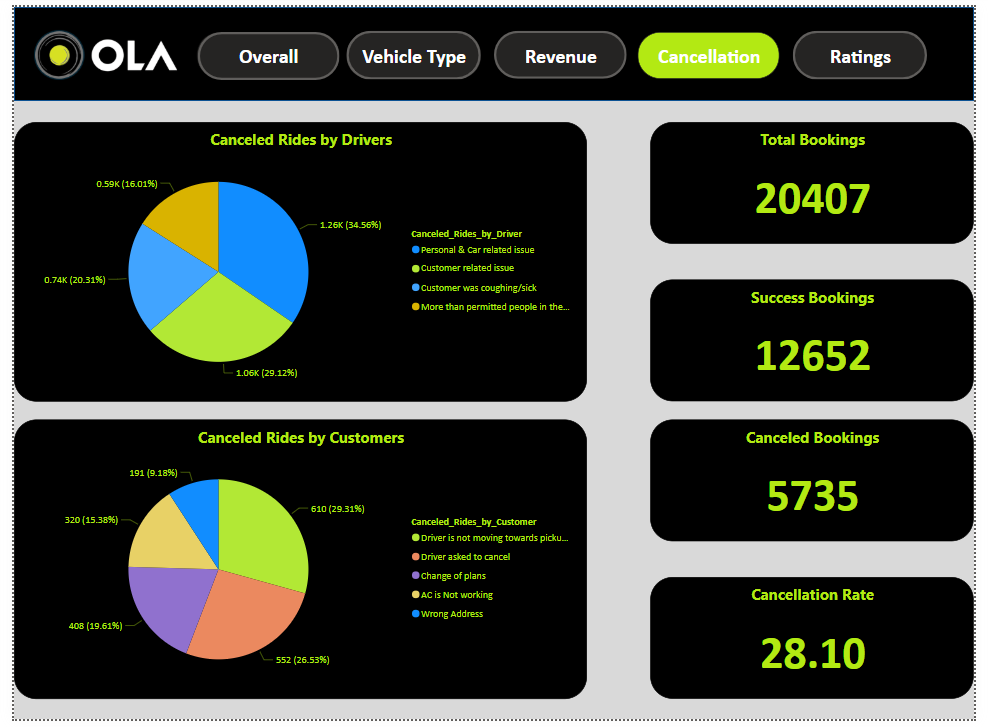 OLA
Overall
Vehicle Type
Revenue
Cancellation
Ratings
Canceled Rides by Drivers
0.59K (16.01%)
1.26K (34.56%)
0.74K (20.31%)
1.06K (29.12%)
Canceled_Rides_by_Driver
Personal & Car related issue
Customer related issue
Customer was coughing/sick
More than permitted people in the...
Total Bookings
20407
Success Bookings
12652
Canceled Rides by Customers
191 (9.18%)
610 (29.31%)
320 (15.38%)
408 (19.61%)
552 (26.53%)
Canceled_Rides_by_Customer
Driver is not moving towards picku...
Driver asked to cancel
Change of plans
AC is Not working
Wrong Address
Canceled Bookings
5735
Cancellation Rate
28.10